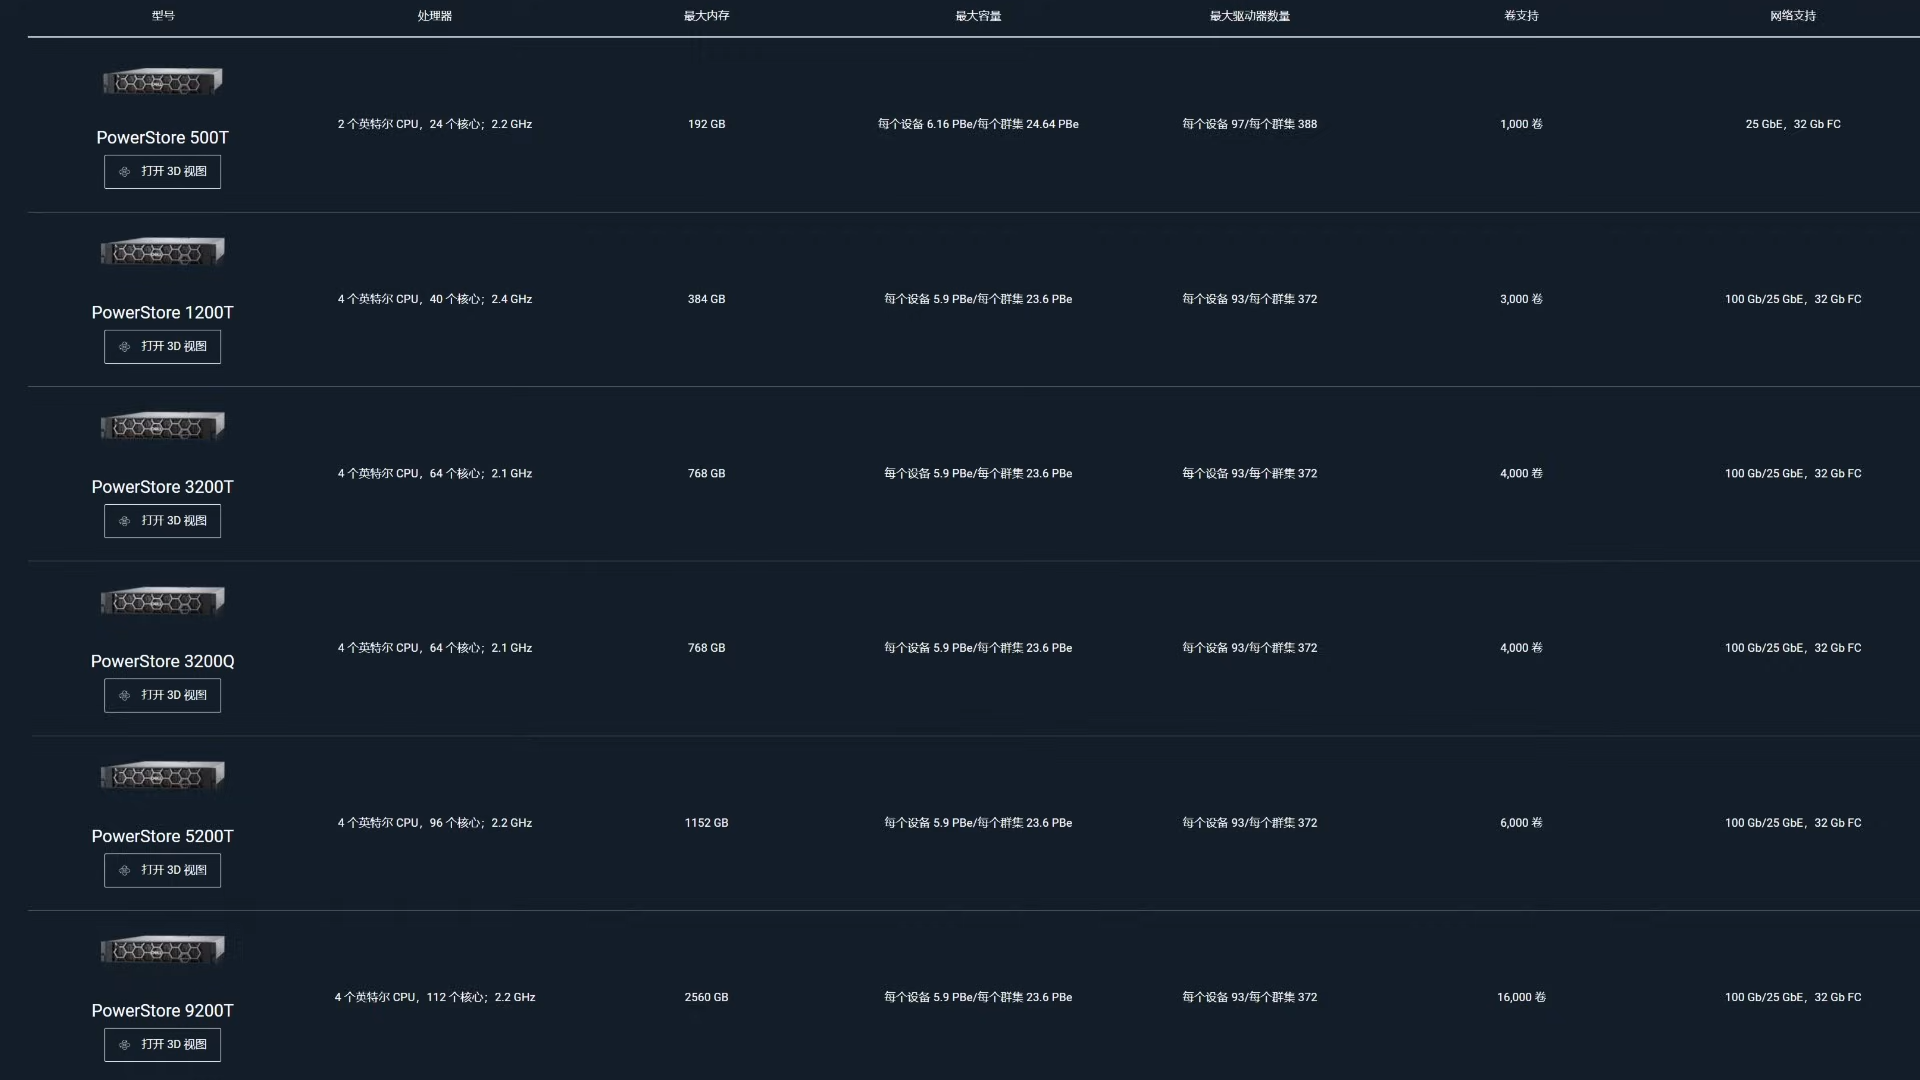 型号 处理器 最大内存 最大容量 最大驱动器数量 卷支持 网络支持
PowerStore 500T
2 个英特尔 CPU，24 个核心；2.2 GHz 192 GB 每个设备 6.16 PBe/每个群集 24.64 PBe 每个设备 97/每个群集 388 1,000 卷 25 GbE，32 Gb FC
打开 3D 视图
PowerStore 1200T
4 个英特尔 CPU，40 个核心；2.4 GHz 384 GB 每个设备 5.9 PBe/每个群集 23.6 PBe 每个设备 93/每个群集 372 3,000 卷 100 Gb/25 GbE，32 Gb FC
打开 3D 视图
PowerStore 3200T
4 个英特尔 CPU，64 个核心；2.1 GHz 768 GB 每个设备 5.9 PBe/每个群集 23.6 PBe 每个设备 93/每个群集 372 4,000 卷 100 Gb/25 GbE，32 Gb FC
打开 3D 视图
PowerStore 3200Q
4 个英特尔 CPU，64 个核心；2.1 GHz 768 GB 每个设备 5.9 PBe/每个群集 23.6 PBe 每个设备 93/每个群集 372 4,000 卷 100 Gb/25 GbE，32 Gb FC
打开 3D 视图
PowerStore 5200T
4 个英特尔 CPU，96 个核心；2.2 GHz 1152 GB 每个设备 5.9 PBe/每个群集 23.6 PBe 每个设备 93/每个群集 372 6,000 卷 100 Gb/25 GbE，32 Gb FC
打开 3D 视图
PowerStore 9200T
4 个英特尔 CPU，112 个核心；2.2 GHz 2560 GB 每个设备 5.9 PBe/每个群集 23.6 PBe 每个设备 93/每个群集 372 16,000 卷 100 Gb/25 GbE，32 Gb FC
打开 3D 视图